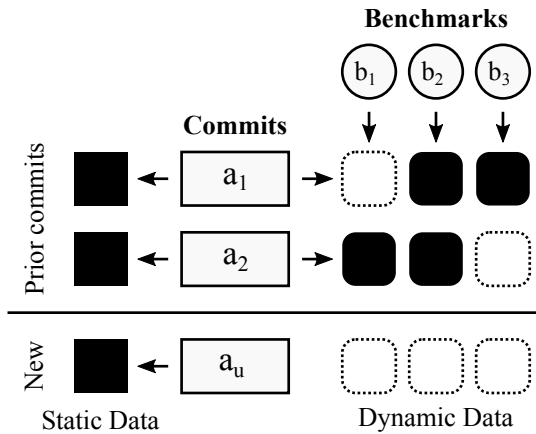 Benchmarks
b1 b2 b3
Commits
Prior commits
a1
a2
New
au
Static Data
Dynamic Data